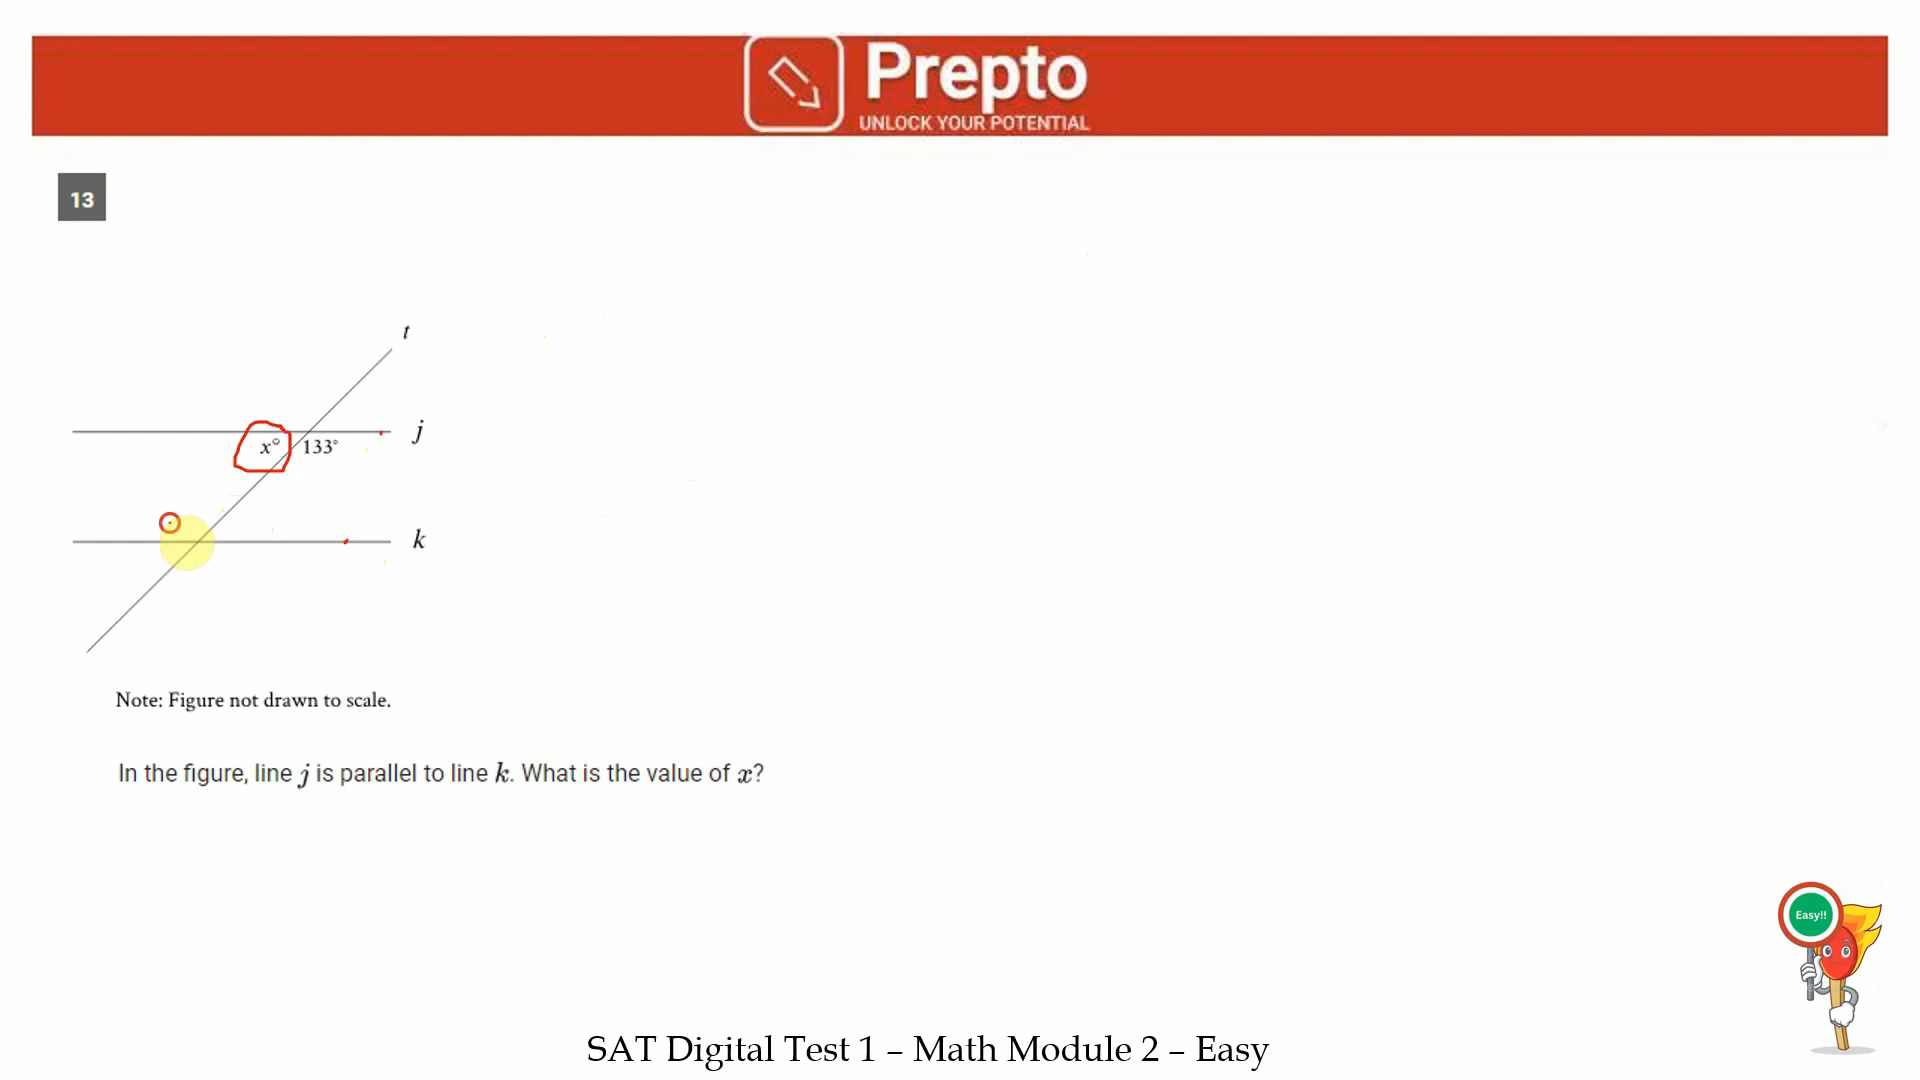 Prepto
UNLOCK YOUR POTENTIAL
13
t
j
x° 133°
k
Note: Figure not drawn to scale.
In the figure, line j is parallel to line k. What is the value of x?
Easy!!
SAT Digital Test 1 – Math Module 2 – Easy